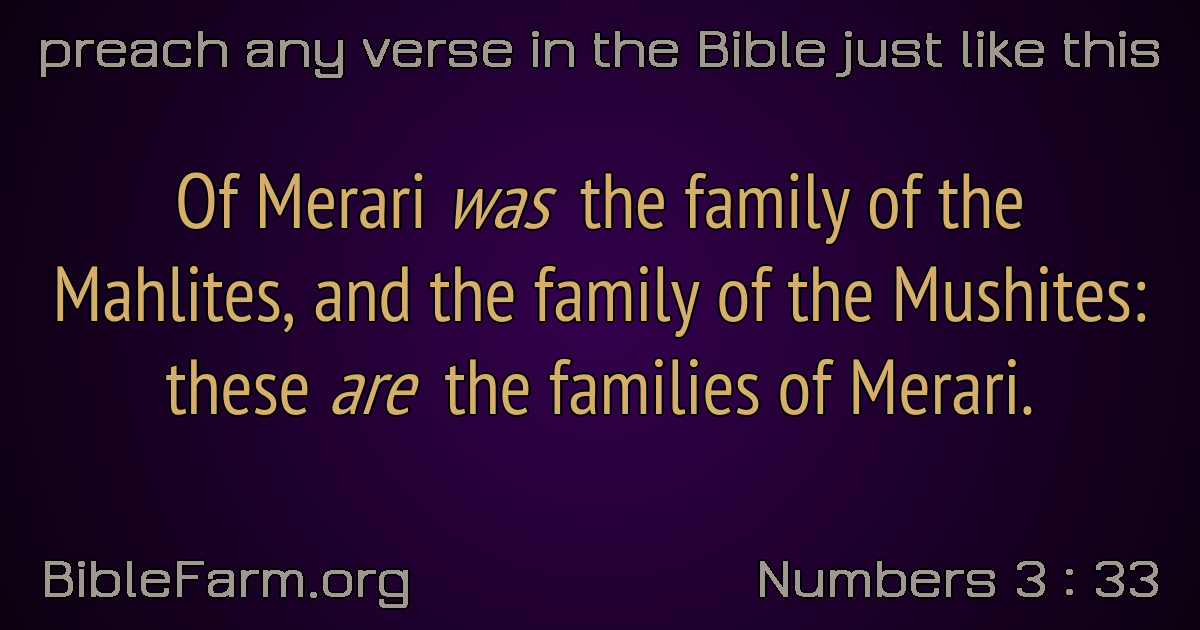 preach any verse in the Bible just like this
Of Merari was the family of the
Mahlites, and the family of the Mushites:
these are the families of Merari.
BibleFarm.org
Numbers 3 : 33